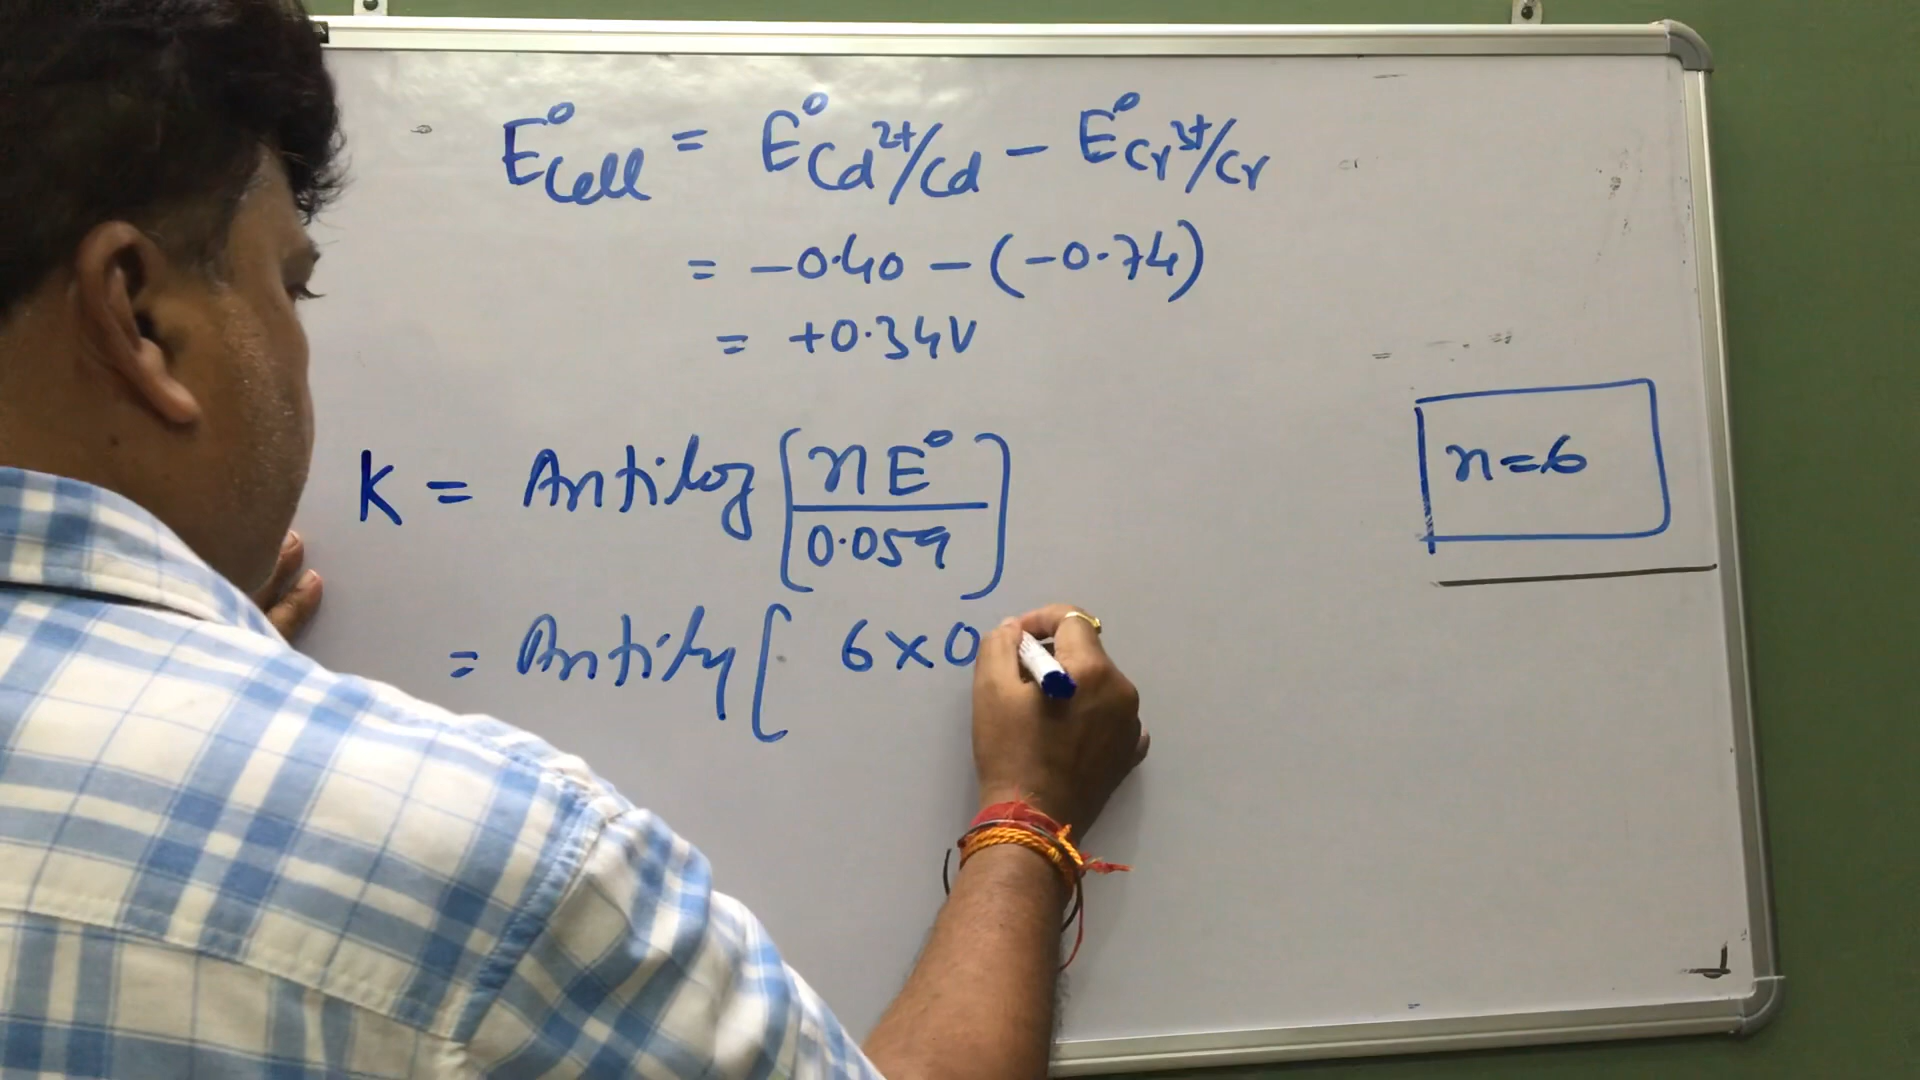 E°Cell = E°Cd²⁺/Cd - E°Cr³⁺/Cr
= -0.40 - (-0.74)
= +0.34V
n=6
K = Antilog [nE°/0.059]
= Antilog [ 6×0